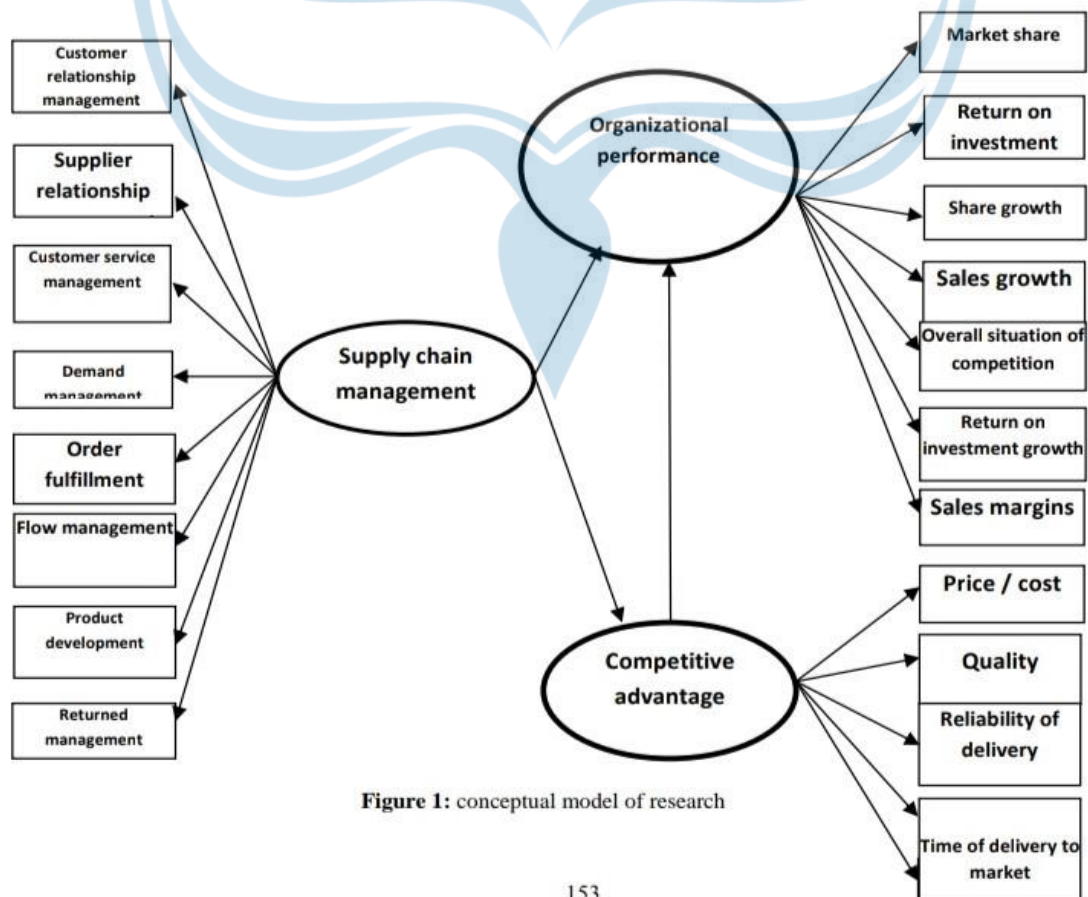 Customer
relationship
management
Supplier
relationship
Customer service
management
Demand
management
Order
fulfillment
Flow management
Product
development
Returned
management
Supply chain
management
Organizational
performance
Competitive
advantage
Market share
Return on
investment
Share growth
Sales growth
Overall situation of
competition
Return on
investment growth
Sales margins
Price / cost
Quality
Reliability of
delivery
Time of delivery to
market
Figure 1: conceptual model of research
153